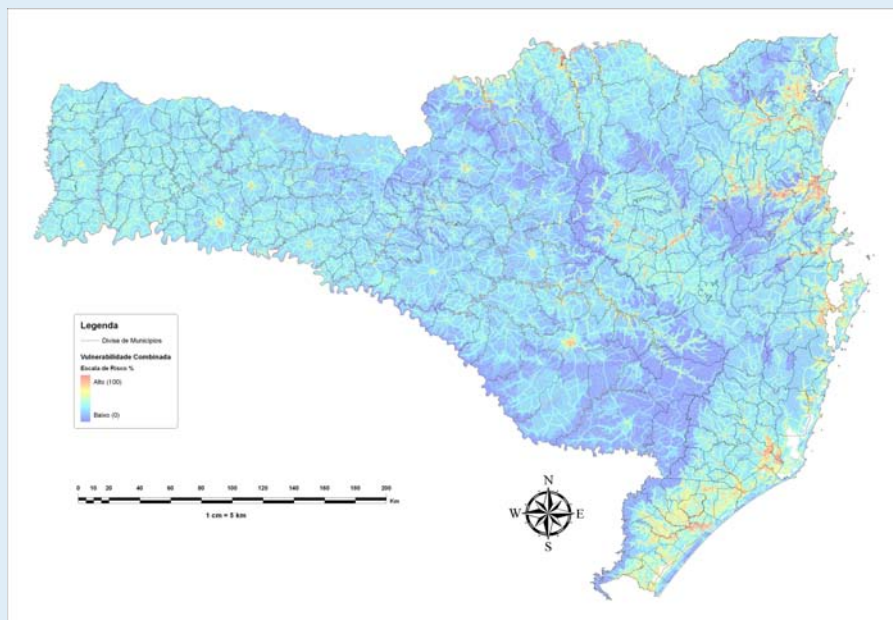 Legenda
Divisa de Municípios
Vulnerabilidade Combinada
Escala de Risco %
Alto (100)
Baixo (0)
0 10 20 40 60 80 100 120 140 160 180 200
Km
1 cm = 5 km
N
W E
S